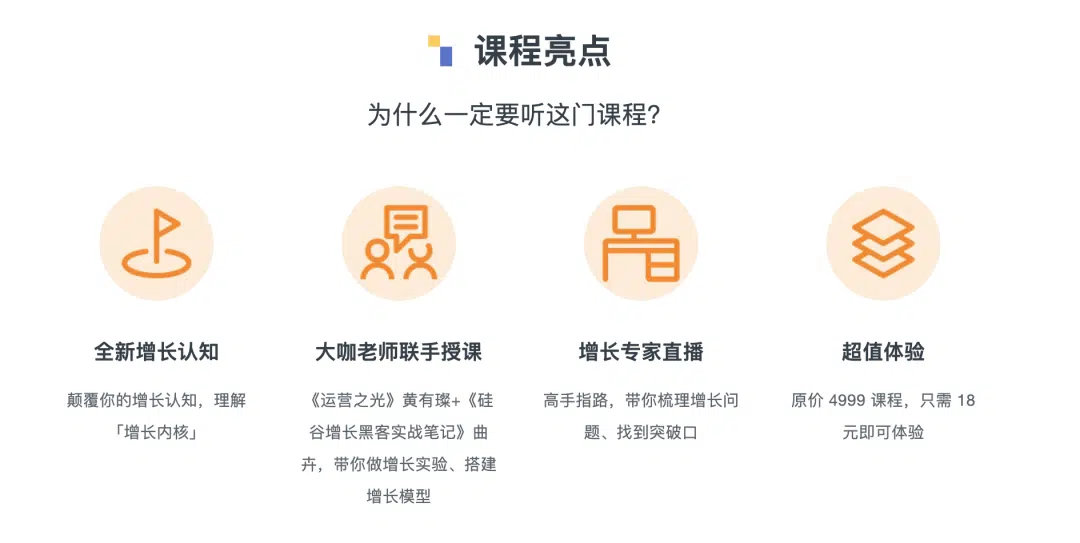 课程亮点
为什么一定要听这门课程？
全新增长认知
颠覆你的增长认知，理解
「增长内核」
大咖老师联手授课
《运营之光》黄有璨+《硅
谷增长黑客实战笔记》曲
卉，带你做增长实验、搭建
增长模型
增长专家直播
高手指路，带你梳理增长问
题、找到突破口
超值体验
原价 4999 课程，只需 18
元即可体验